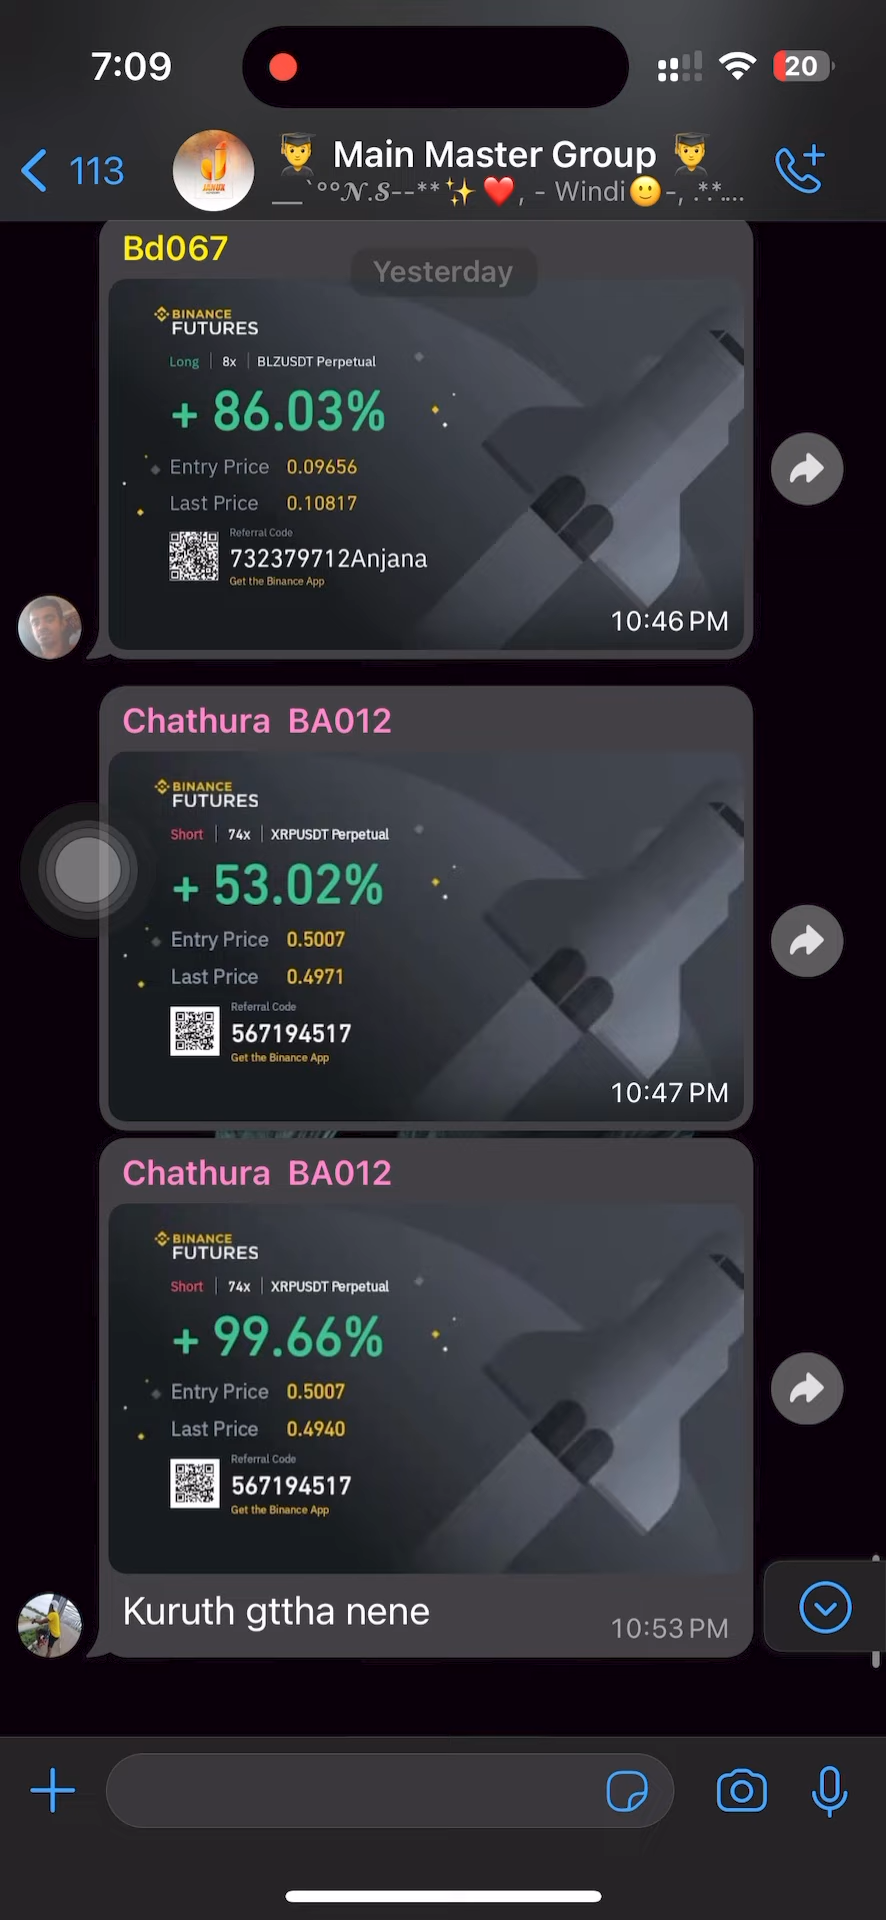 7:09
20
113
👨‍🎓 Main Master Group 👨‍🎓
__`°°𝓝.𝓢--**✨❤️, - Windi🙂-, .**.…
Bd067
Yesterday
BINANCE
FUTURES
Long | 8x | BLZUSDT Perpetual
+ 86.03%
Entry Price 0.09656
Last Price 0.10817
Referral Code
732379712Anjana
Get the Binance App
10:46 PM
Chathura BA012
BINANCE
FUTURES
Short | 74x | XRPUSDT Perpetual
+ 53.02%
Entry Price 0.5007
Last Price 0.4971
Referral Code
567194517
Get the Binance App
10:47 PM
Chathura BA012
BINANCE
FUTURES
Short | 74x | XRPUSDT Perpetual
+ 99.66%
Entry Price 0.5007
Last Price 0.4940
Referral Code
567194517
Get the Binance App
Kuruth gttha nene
10:53 PM